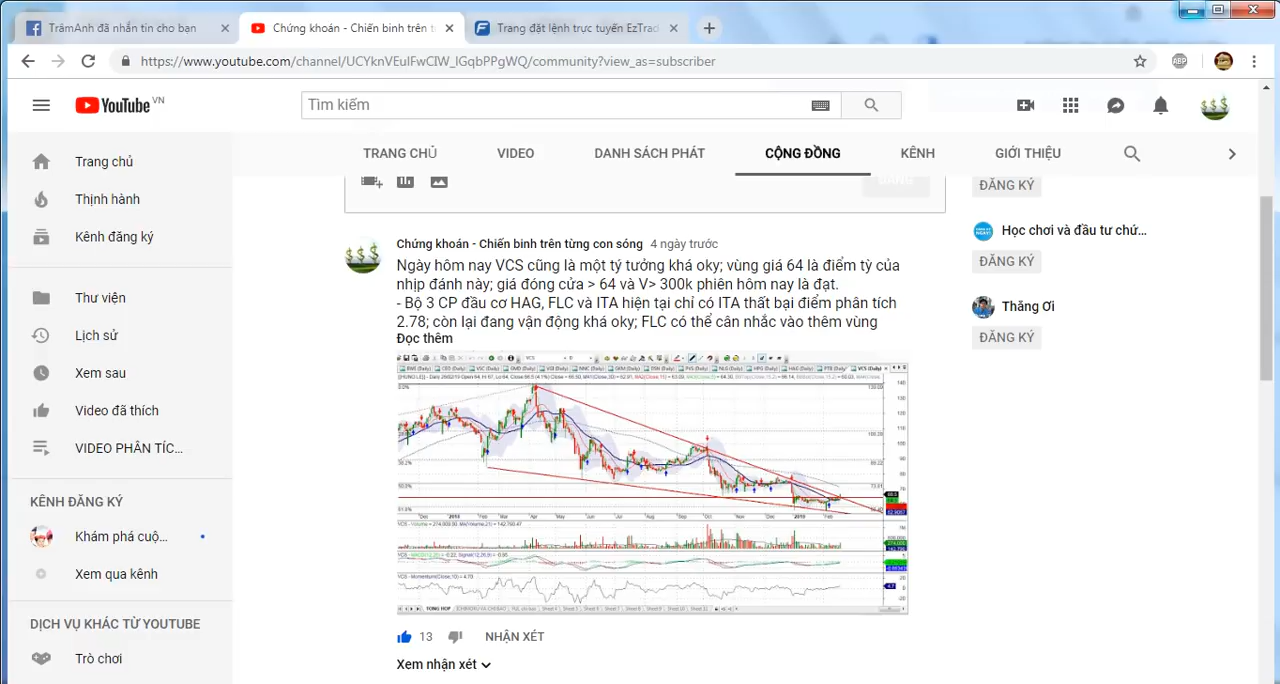 TrâmAnh đã nhắn tin cho bạn
Chứng khoán - Chiến binh trên t
Trang đặt lệnh trực tuyến EzTrad
https://www.youtube.com/channel/UCYknVEulFwCIW_lGqbPPgWQ/community?view_as=subscriber
ABP
YouTube VN
Tìm kiếm
TRANG CHỦ
VIDEO
DANH SÁCH PHÁT
CỘNG ĐỒNG
KÊNH
GIỚI THIỆU
Trang chủ
Thịnh hành
Kênh đăng ký
Thư viện
Lịch sử
Xem sau
Video đã thích
VIDEO PHÂN TÍC...
KÊNH ĐĂNG KÝ
Khám phá cuộ...
Xem qua kênh
DỊCH VỤ KHÁC TỪ YOUTUBE
Trò chơi
ĐĂNG
Chứng khoán - Chiến binh trên từng con sóng 4 ngày trước
Ngày hôm nay VCS cũng là một tý tưởng khá oky; vùng giá 64 là điểm tỳ của
nhịp đánh này; giá đóng cửa > 64 và V> 300k phiên hôm nay là đạt.
- Bộ 3 CP đầu cơ HAG, FLC và ITA hiện tại chỉ có ITA thất bại điểm phân tích
2.78; còn lại đang vận động khá oky; FLC có thể cân nhắc vào thêm vùng
Đọc thêm
VCS (Daily)
TONG HOP
13
NHẬN XÉT
Xem nhận xét
ĐĂNG KÝ
Học chơi và đầu tư chứ...
ĐĂNG KÝ
Thăng Ơi
ĐĂNG KÝ